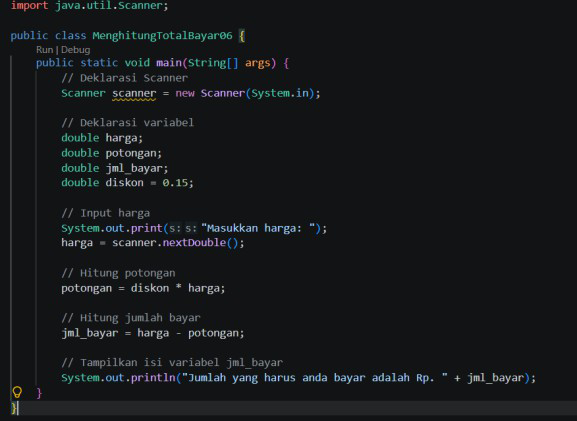 import java.util.Scanner;
public class MenghitungTotalBayar06 {
Run | Debug
public static void main(String[] args) {
// Deklarasi Scanner
Scanner scanner = new Scanner(System.in);
// Deklarasi variabel
double harga;
double potongan;
double jml_bayar;
double diskon = 0.15;
// Input harga
System.out.print(s: s: "Masukkan harga: ");
harga = scanner.nextDouble();
// Hitung potongan
potongan = diskon * harga;
// Hitung jumlah bayar
jml_bayar = harga - potongan;
// Tampilkan isi variabel jml_bayar
System.out.println("Jumlah yang harus anda bayar adalah Rp. " + jml_bayar);
}
}